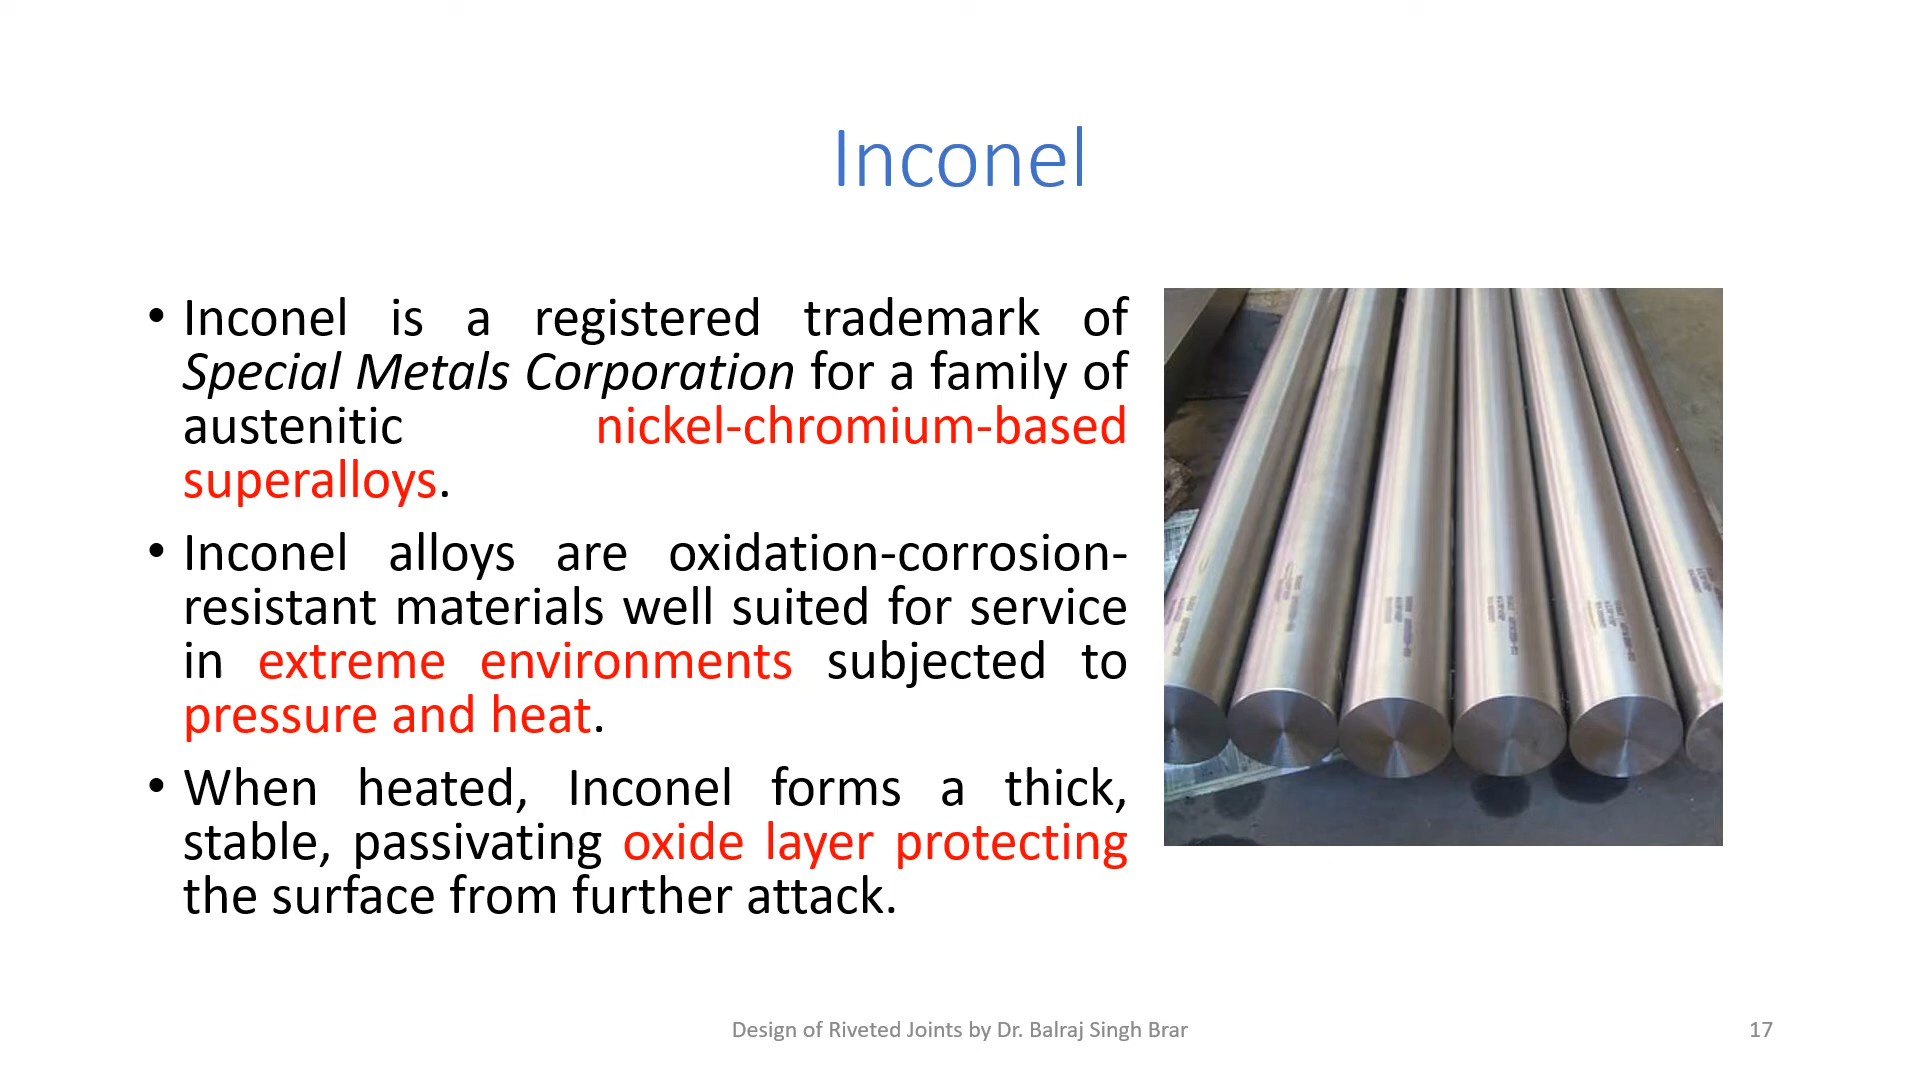 Inconel
• Inconel is a registered trademark of
Special Metals Corporation for a family of
austenitic nickel-chromium-based
superalloys.
• Inconel alloys are oxidation-corrosion-
resistant materials well suited for service
in extreme environments subjected to
pressure and heat.
• When heated, Inconel forms a thick,
stable, passivating oxide layer protecting
the surface from further attack.
Design of Riveted Joints by Dr. Balraj Singh Brar
17